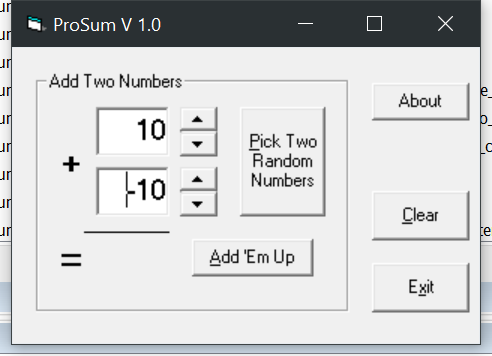 ProSum V 1.0
Add Two Numbers
10
+
-10
=
Pick Two
Random
Numbers
Add 'Em Up
About
Clear
Exit